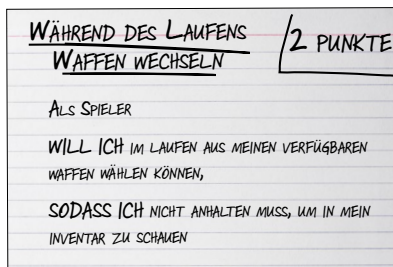 WÄHREND DES LAUFENS
WAFFEN WECHSELN
2 PUNKTE
ALS SPIELER
WILL ICH IM LAUFEN AUS MEINEN VERFÜGBAREN
WAFFEN WÄHLEN KÖNNEN,
SODASS ICH NICHT ANHALTEN MUSS, UM IN MEIN
INVENTAR ZU SCHAUEN